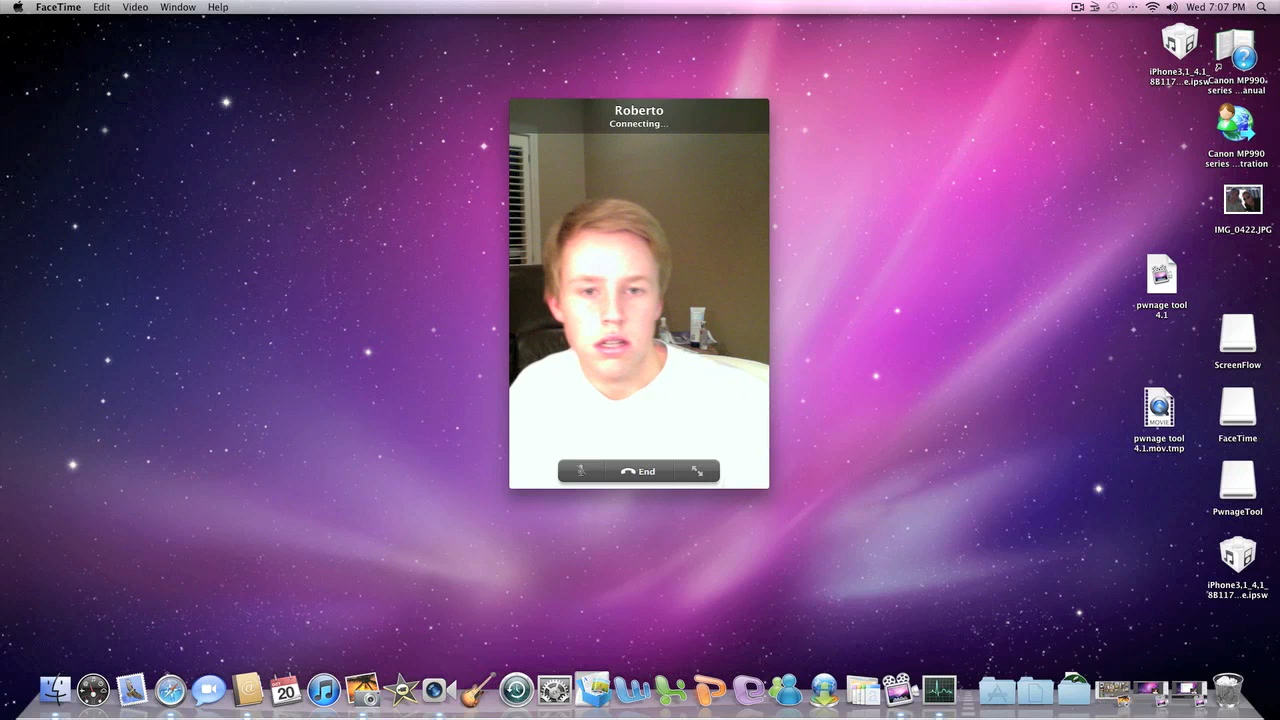 FaceTime Edit Video Window Help
Wed 7:07 PM
Roberto
Connecting...
End
iPhone3,1_4.1_
8B117...e.ipsw
Canon MP990
series ...anual
Canon MP990
series ...tration
IMG_0422.JPG
pwnage tool
4.1
ScreenFlow
MOVIE
pwnage tool
4.1.mov.tmp
FaceTime
PwnageTool
iPhone3,1_4.1_
8B117...e.ipsw
20